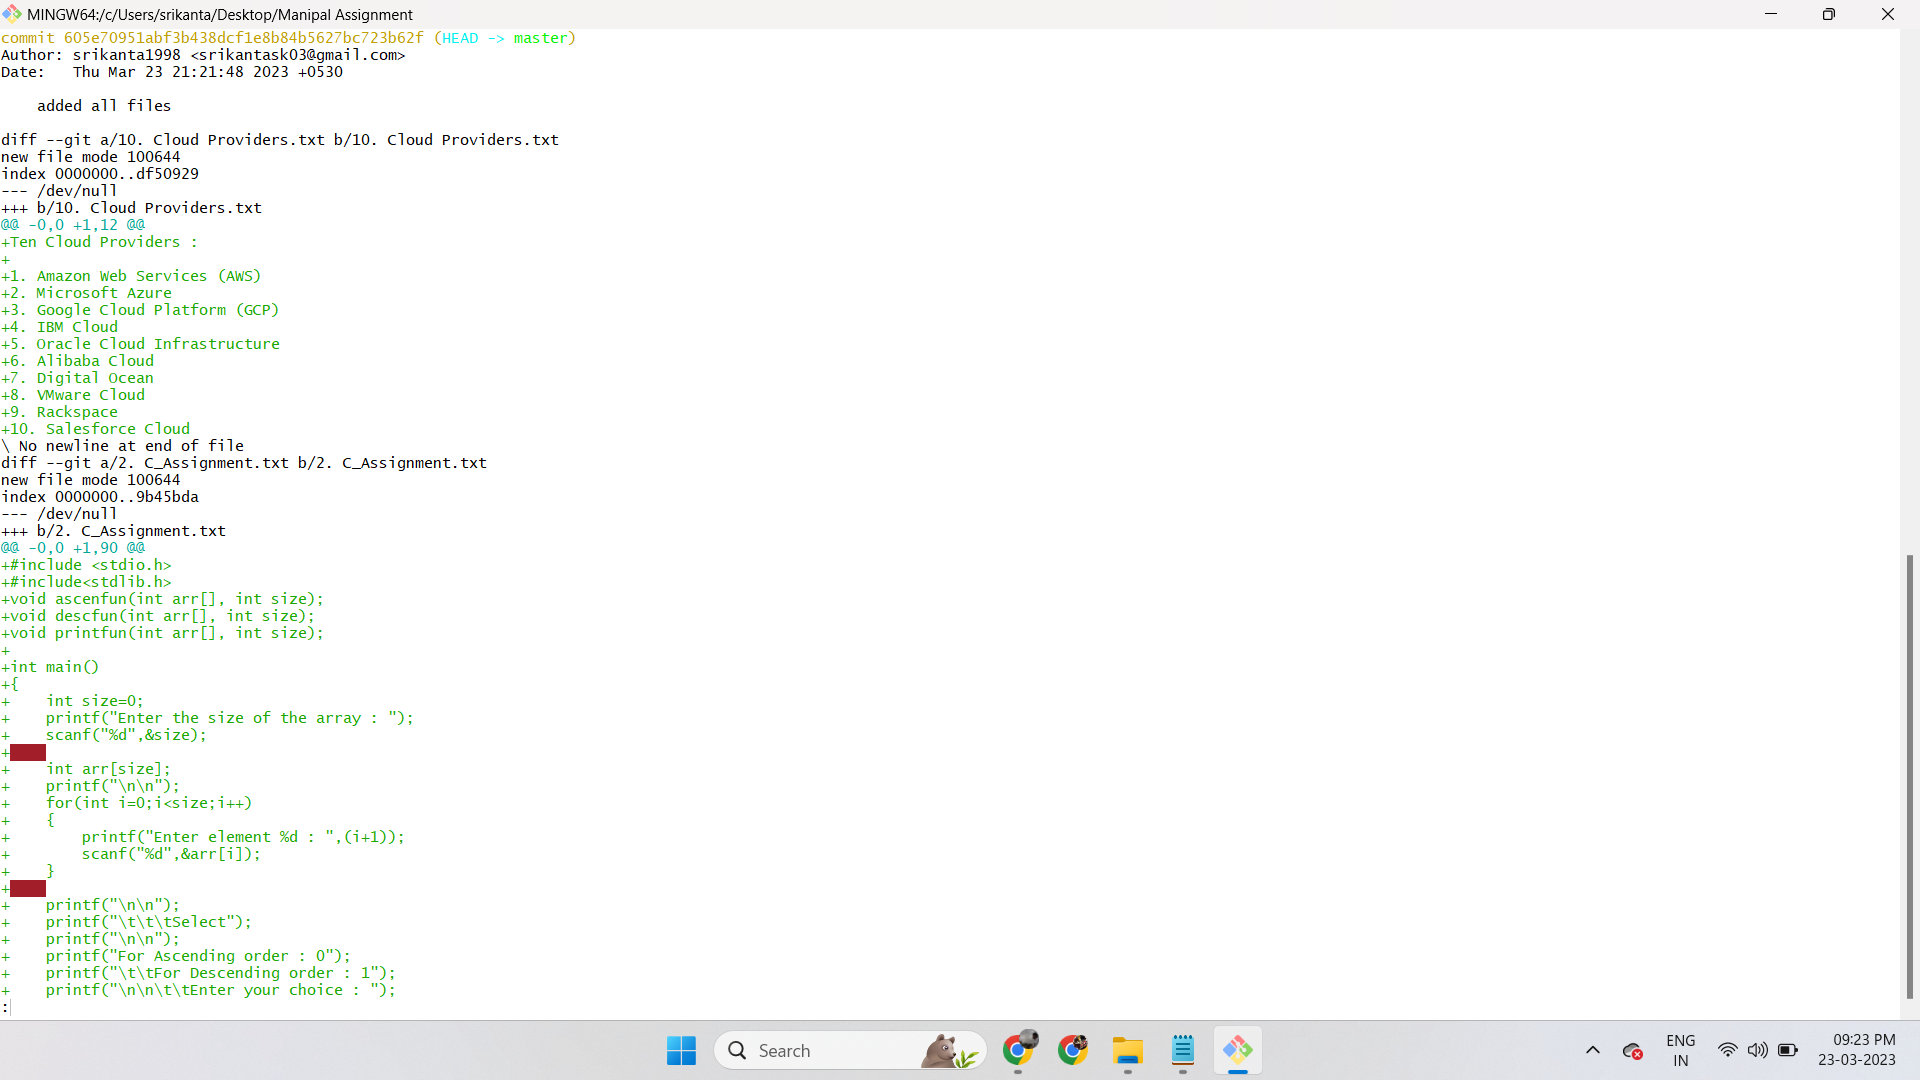 MINGW64:/c/Users/srikanta/Desktop/Manipal Assignment
commit 605e70951abf3b438dcf1e8b84b5627bc723b62f (HEAD -> master)
Author: srikanta1998 <srikantask03@gmail.com>
Date:   Thu Mar 23 21:21:48 2023 +0530
    added all files
diff --git a/10. Cloud Providers.txt b/10. Cloud Providers.txt
new file mode 100644
index 0000000..df50929
--- /dev/null
+++ b/10. Cloud Providers.txt
@@ -0,0 +1,12 @@
+Ten Cloud Providers :
+
+1. Amazon Web Services (AWS)
+2. Microsoft Azure
+3. Google Cloud Platform (GCP)
+4. IBM Cloud
+5. Oracle Cloud Infrastructure
+6. Alibaba Cloud
+7. Digital Ocean
+8. VMware Cloud
+9. Rackspace
+10. Salesforce Cloud
\ No newline at end of file
diff --git a/2. C_Assignment.txt b/2. C_Assignment.txt
new file mode 100644
index 0000000..9b45bda
--- /dev/null
+++ b/2. C_Assignment.txt
@@ -0,0 +1,90 @@
+#include <stdio.h>
+#include<stdlib.h>
+void ascenfun(int arr[], int size);
+void descfun(int arr[], int size);
+void printfun(int arr[], int size);
+
+int main()
+{
+    int size=0;
+    printf("Enter the size of the array : ");
+    scanf("%d",&size);
+
+    int arr[size];
+    printf("\n\n");
+    for(int i=0;i<size;i++)
+    {
+        printf("Enter element %d : ",(i+1));
+        scanf("%d",&arr[i]);
+    }
+
+    printf("\n\n");
+    printf("\t\t\tSelect");
+    printf("\n\n");
+    printf("For Ascending order : 0");
+    printf("\t\tFor Descending order : 1");
+    printf("\n\n\t\tEnter your choice : ");
:
Search
ENG
IN
09:23 PM
23-03-2023